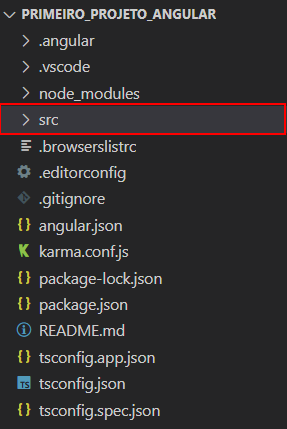 PRIMEIRO_PROJETO_ANGULAR
.angular
.vscode
node_modules
src
.browserslistrc
.editorconfig
.gitignore
{} angular.json
karma.conf.js
{} package-lock.json
{} package.json
README.md
{} tsconfig.app.json
TS tsconfig.json
{} tsconfig.spec.json